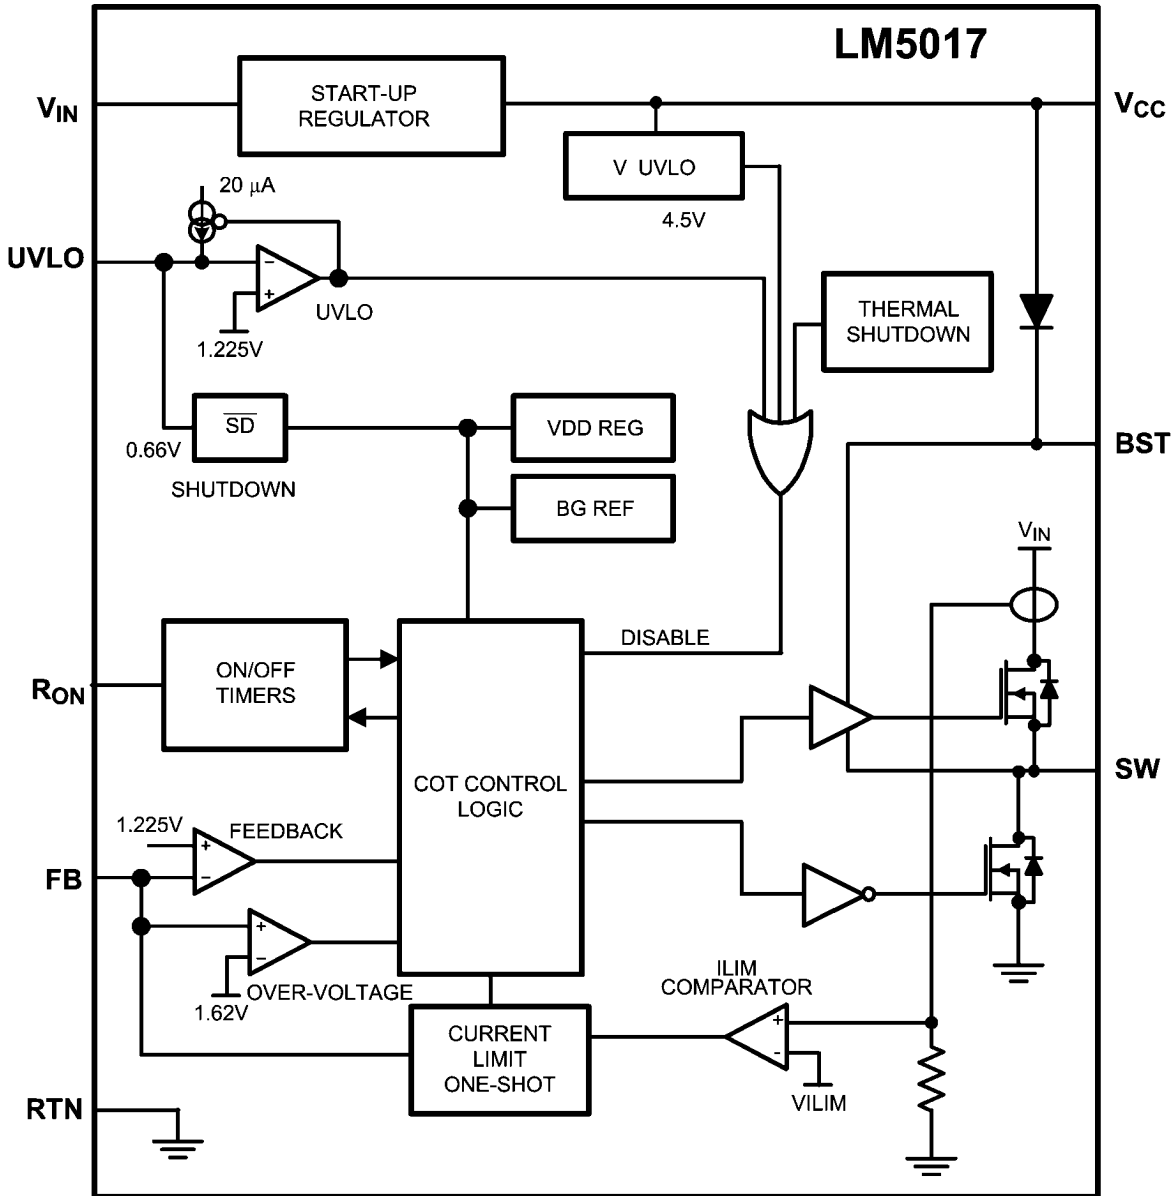 LM5017
VIN
START-UP
REGULATOR
VCC
V UVLO
4.5V
20 μA
UVLO
−
+
UVLO
1.225V
THERMAL
SHUTDOWN
SD
0.66V
SHUTDOWN
VDD REG
BG REF
BST
VIN
RON
ON/OFF
TIMERS
DISABLE
COT CONTROL
LOGIC
SW
1.225V
FEEDBACK
+
−
FB
+
−
OVER-VOLTAGE
1.62V
ILIM
COMPARATOR
+
-
VILIM
CURRENT
LIMIT
ONE-SHOT
RTN